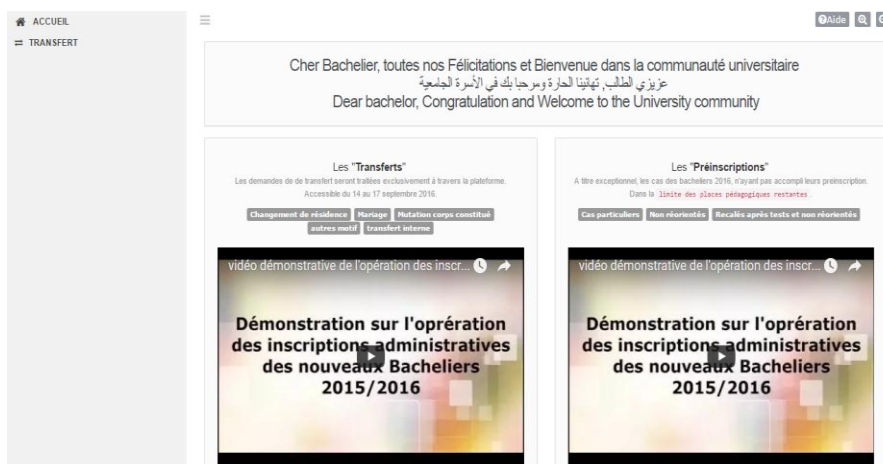 ACCUEIL
TRANSFERT
Aide
Cher Bachelier, toutes nos Félicitations et Bienvenue dans la communauté universitaire
عزيزي الطالب, تهانينا الحارة ومرحبا بك في الأسرة الجامعية
Dear bachelor, Congratulation and Welcome to the University community
Les "Transferts"
Les demandes de de transfert seront traitées exclusivement à travers la plateforme.
Accessible du 14 au 17 septembre 2016.
Changement de résidence Mariage Mutation corps constitué
autres motif transfert interne
vidéo démonstrative de l'opération des inscr...
Démonstration sur l'oprération
des inscriptions administratives
des nouveaux Bacheliers
2015/2016
Les "Préinscriptions"
A titre exceptionnel, les cas des bacheliers 2016, n'ayant pas accompli leurs preinscription.
Dans la limite des places pédagogiques restantes .
Cas particuliers Non réorientés Recalés après tests et non réorientés
vidéo démonstrative de l'opération des inscr...
Démonstration sur l'oprération
des inscriptions administratives
des nouveaux Bacheliers
2015/2016